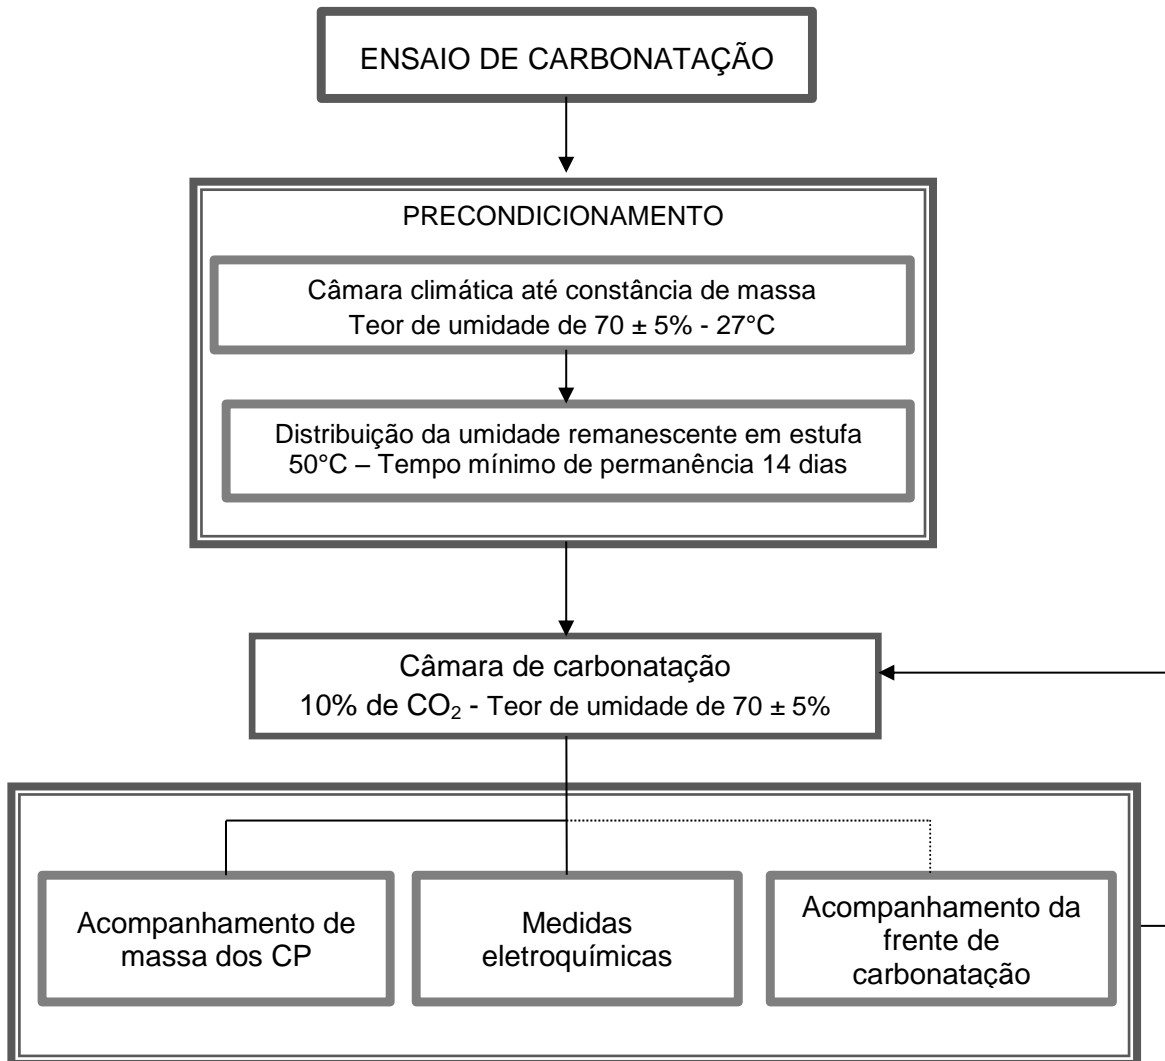 ENSAIO DE CARBONATAÇÃO
PRECONDICIONAMENTO
Câmara climática até constância de massa
Teor de umidade de 70 ± 5% - 27°C
Distribuição da umidade remanescente em estufa
50°C – Tempo mínimo de permanência 14 dias
Câmara de carbonatação
10% de CO₂ - Teor de umidade de 70 ± 5%
Acompanhamento de
massa dos CP
Medidas
eletroquímicas
Acompanhamento da
frente de
carbonatação